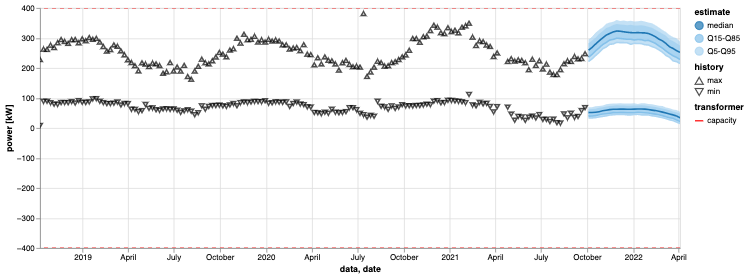 power [kW]
400
300
200
100
0
−100
−200
−300
−400
2019
April
July
October
2020
April
July
October
2021
April
July
October
2022
April
data, date
estimate
median
Q15-Q85
Q5-Q95
history
max
min
transformer
capacity